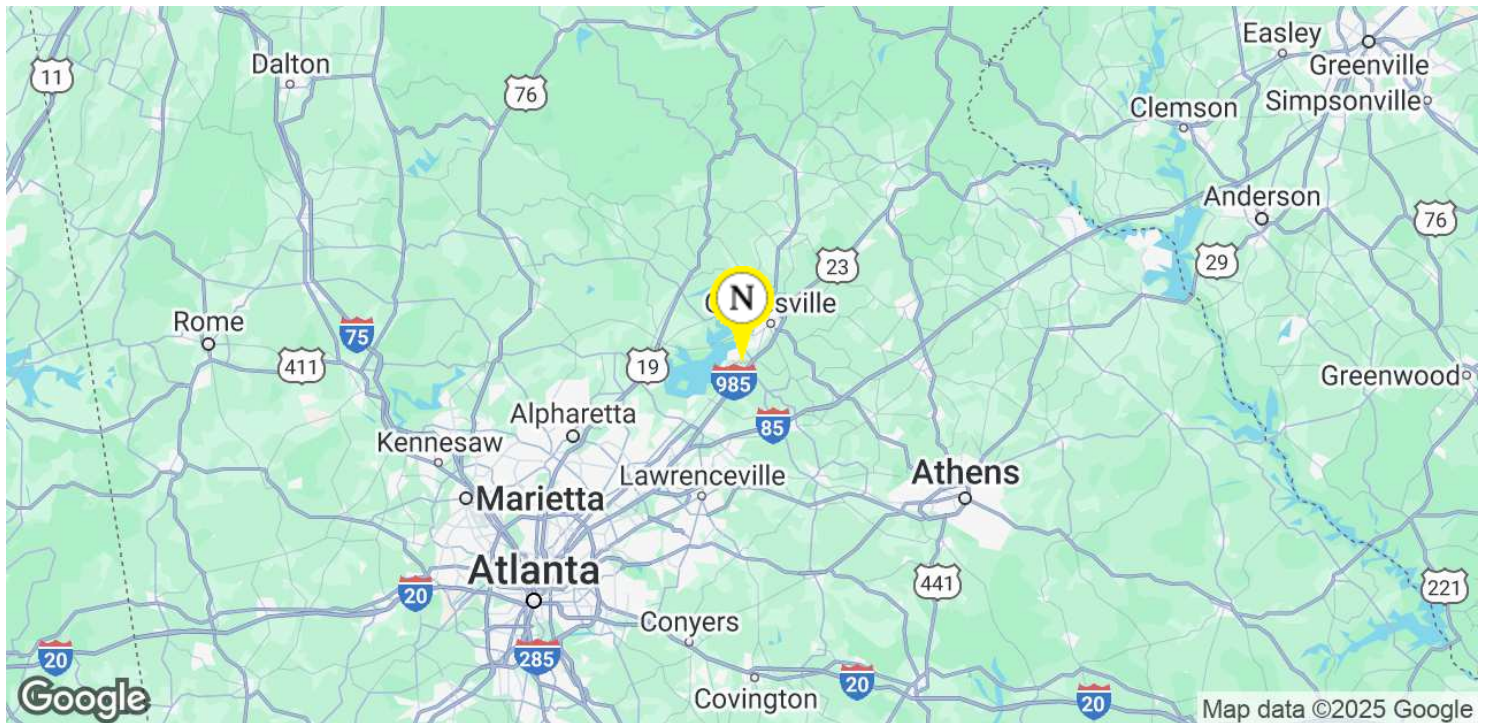 Easley
Greenville
11
Dalton
76
Simpsonville
Clemson
Anderson
76
29
23
N
sville
Rome
75
411
19
985
Greenwood
Alpharetta
85
Kennesaw
Lawrenceville
Athens
Marietta
Atlanta
441
20
221
Conyers
20
285
Covington
20
20
Google
Map data ©2025 Google